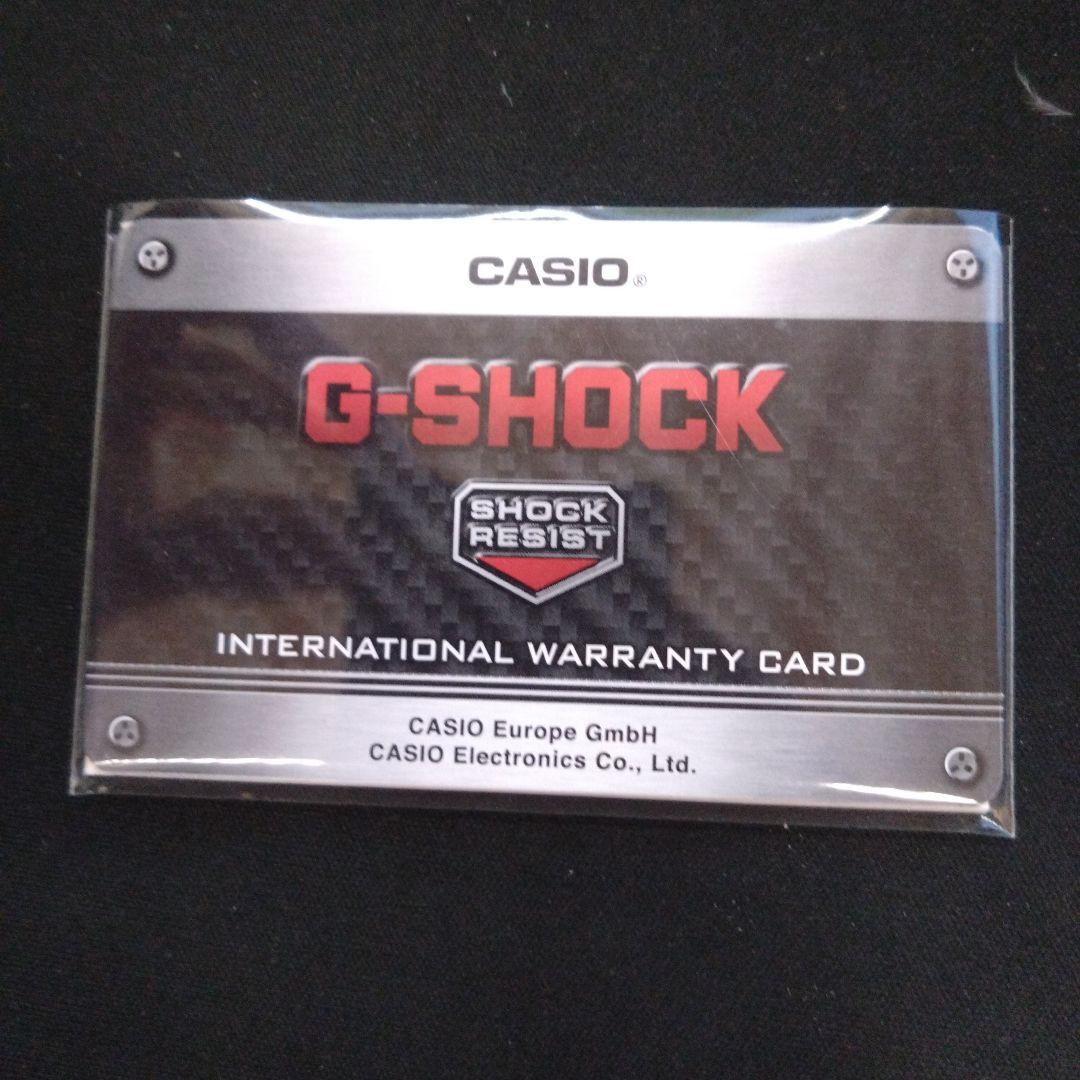 CASIO®
G-SHOCK
SHOCK
RESIST
INTERNATIONAL WARRANTY CARD
CASIO Europe GmbH
CASIO Electronics Co., Ltd.